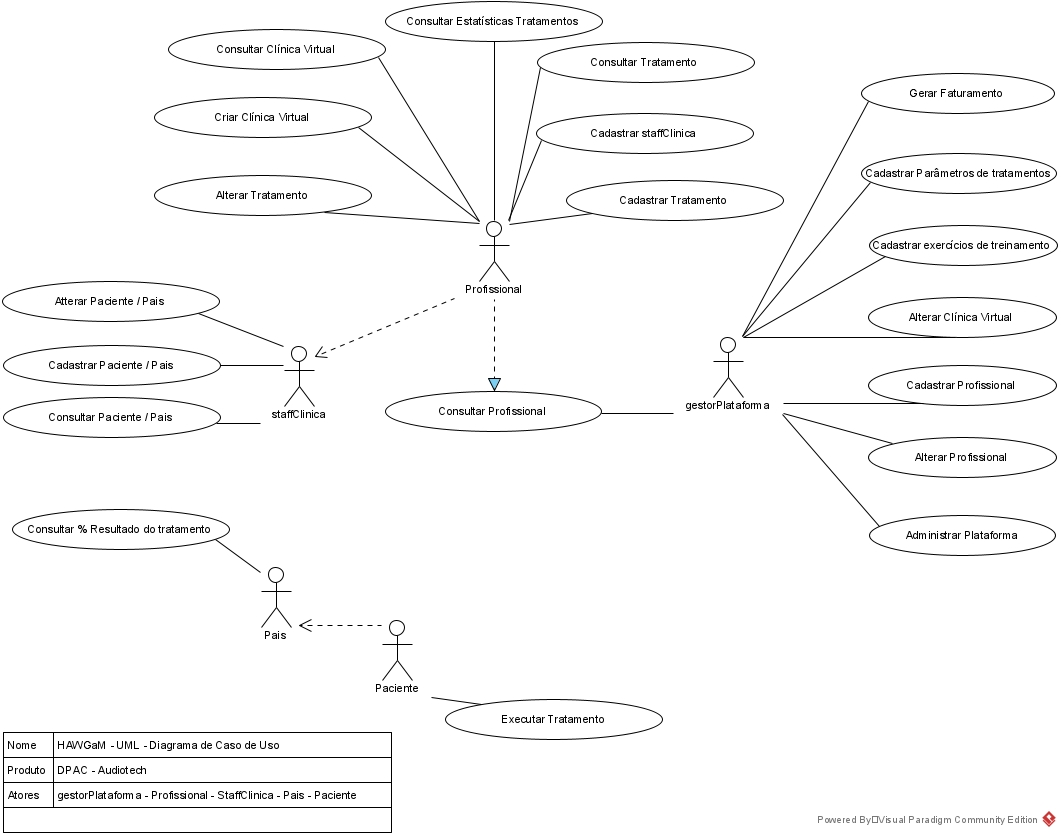 Consultar Estatísticas Tratamentos
Consultar Clínica Virtual
Consultar Tratamento
Criar Clínica Virtual
Cadastrar staffClinica
Alterar Tratamento
Cadastrar Tratamento
Profissional
Gerar Faturamento
Cadastrar Parâmetros de tratamentos
Cadastrar exercícios de treinamento
Alterar Clínica Virtual
Cadastrar Profissional
Alterar Profissional
Administrar Plataforma
gestorPlataforma
Consultar Profissional
Atterar Paciente / Pais
Cadastrar Paciente / Pais
Consultar Paciente / Pais
staffClinica
Consultar % Resultado do tratamento
Pais
Paciente
Executar Tratamento
Nome HAWGaM - UML - Diagrama de Caso de Uso
Produto DPAC - Audiotech
Atores gestorPlataforma - Profissional - StaffClinica - Pais - Paciente
Powered By□Visual Paradigm Community Edition